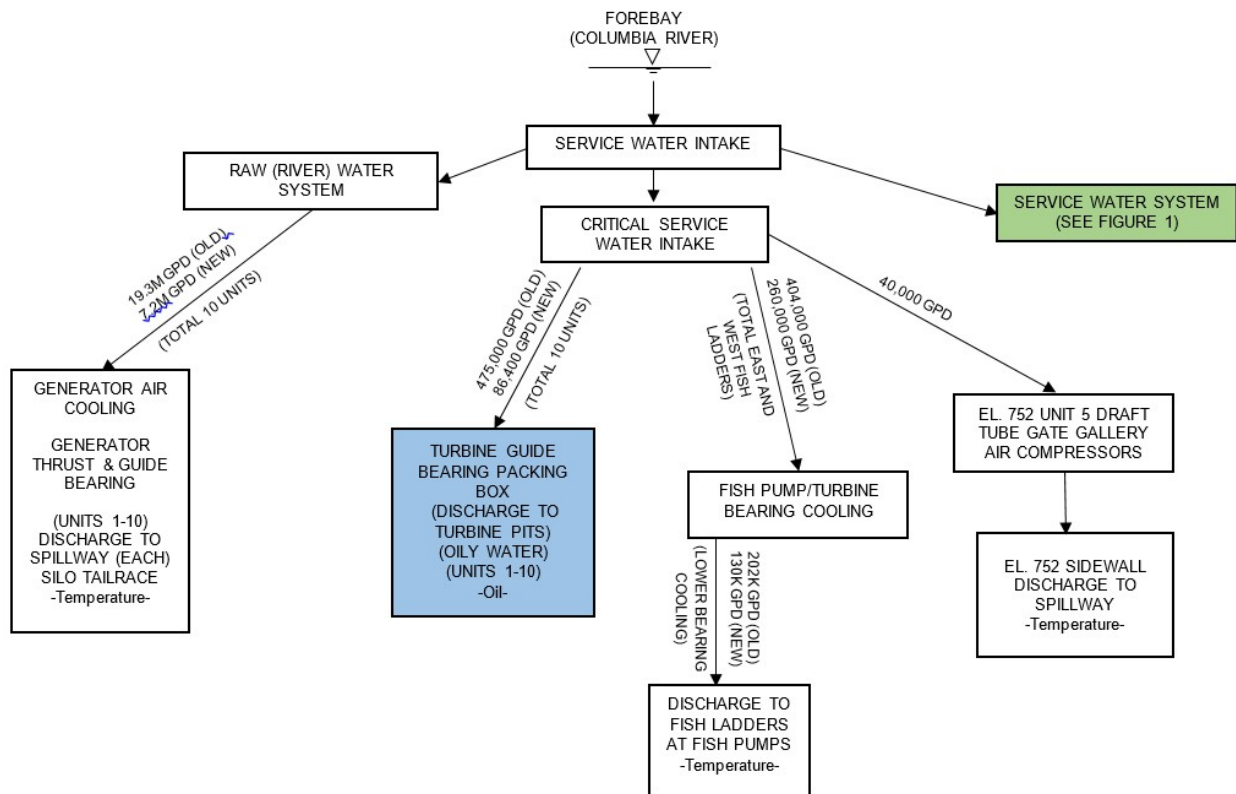 FOREBAY
(COLUMBIA RIVER)
SERVICE WATER INTAKE
RAW (RIVER) WATER
SYSTEM
SERVICE WATER SYSTEM
(SEE FIGURE 1)
CRITICAL SERVICE
WATER INTAKE
19.3M GPD (OLD)
7.2M GPD (NEW)
(TOTAL 10 UNITS)
475,000 GPD (OLD)
86,400 GPD (NEW)
(TOTAL 10 UNITS)
404,000 GPD (OLD)
260,000 GPD (NEW)
(TOTAL EAST AND
WEST FISH
LADDERS)
40,000 GPD
GENERATOR AIR
COOLING
GENERATOR
THRUST & GUIDE
BEARING
(UNITS 1-10)
DISCHARGE TO
SPILLWAY (EACH)
SILO TAILRACE
-Temperature-
TURBINE GUIDE
BEARING PACKING
BOX
(DISCHARGE TO
TURBINE PITS)
(OILY WATER)
(UNITS 1-10)
-Oil-
FISH PUMP/TURBINE
BEARING COOLING
EL. 752 UNIT 5 DRAFT
TUBE GATE GALLERY
AIR COMPRESSORS
202K GPD (OLD)
130K GPD (NEW)
(LOWER BEARING
COOLING)
EL. 752 SIDEWALL
DISCHARGE TO
SPILLWAY
-Temperature-
DISCHARGE TO
FISH LADDERS
AT FISH PUMPS
-Temperature-